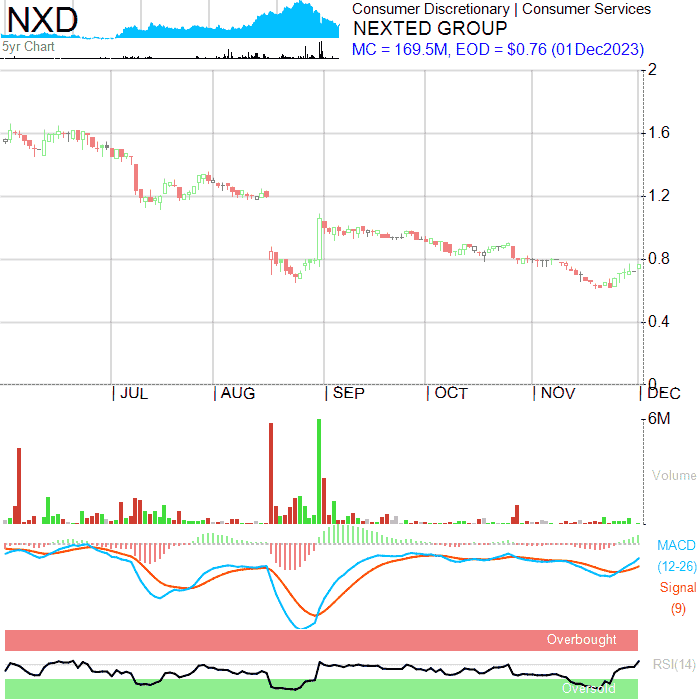 NXD
5yr Chart
Consumer Discretionary | Consumer Services
NEXTED GROUP
MC = 169.5M, EOD = $0.76 (01Dec2023)
2
1.6
1.2
0.8
0.4
0
JUL
AUG
SEP
OCT
NOV
DEC
6M
Volume
MACD
(12-26)
Signal
(9)
Overbought
RSI(14)
Oversold